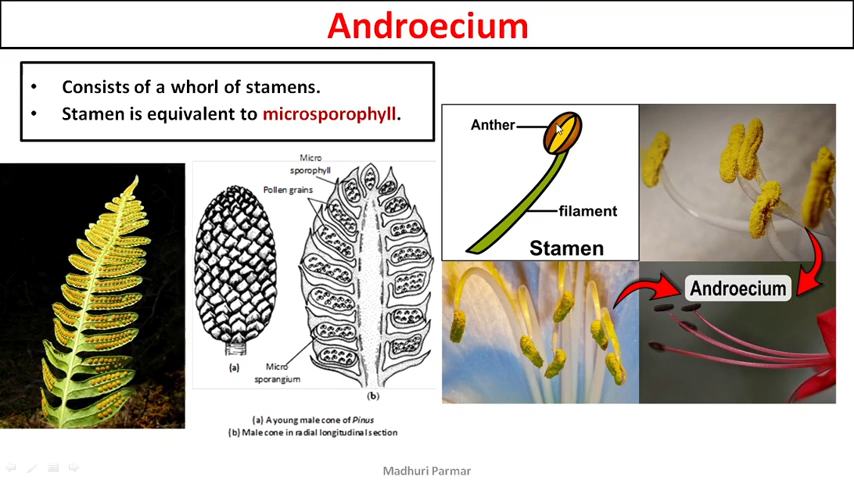 Androecium
• Consists of a whorl of stamens.
• Stamen is equivalent to microsporophyll.
Anther
filament
Stamen
Androecium
Micro
sporophyll
Pollen grains
Micro
sporangium
(a)
(b)
(a) A young male cone of Pinus
(b) Male cone in radial longitudinal section
Madhuri Parmar